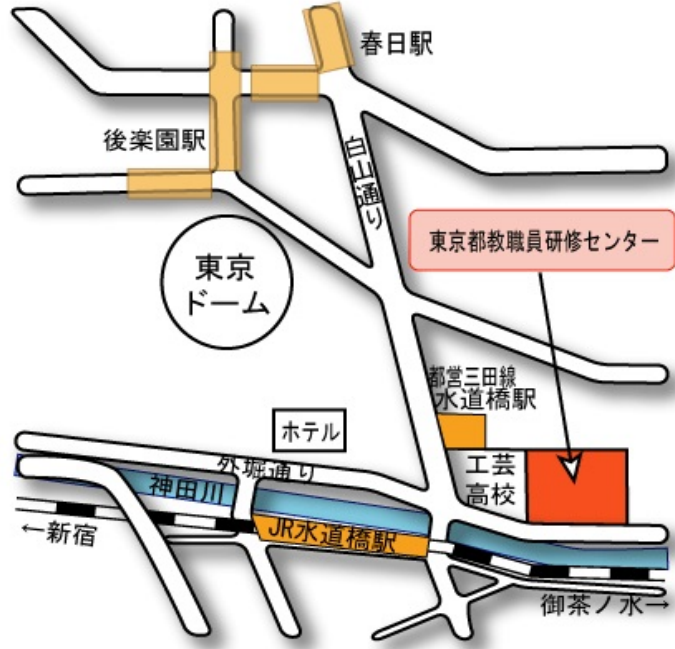 春日駅
後楽園駅
白山通り
東京都教職員研修センター
東京
ドーム
都営三田線
水道橋駅
ホテル
外堀通り
工芸
高校
神田川
JR水道橋駅
←新宿
御茶ノ水→